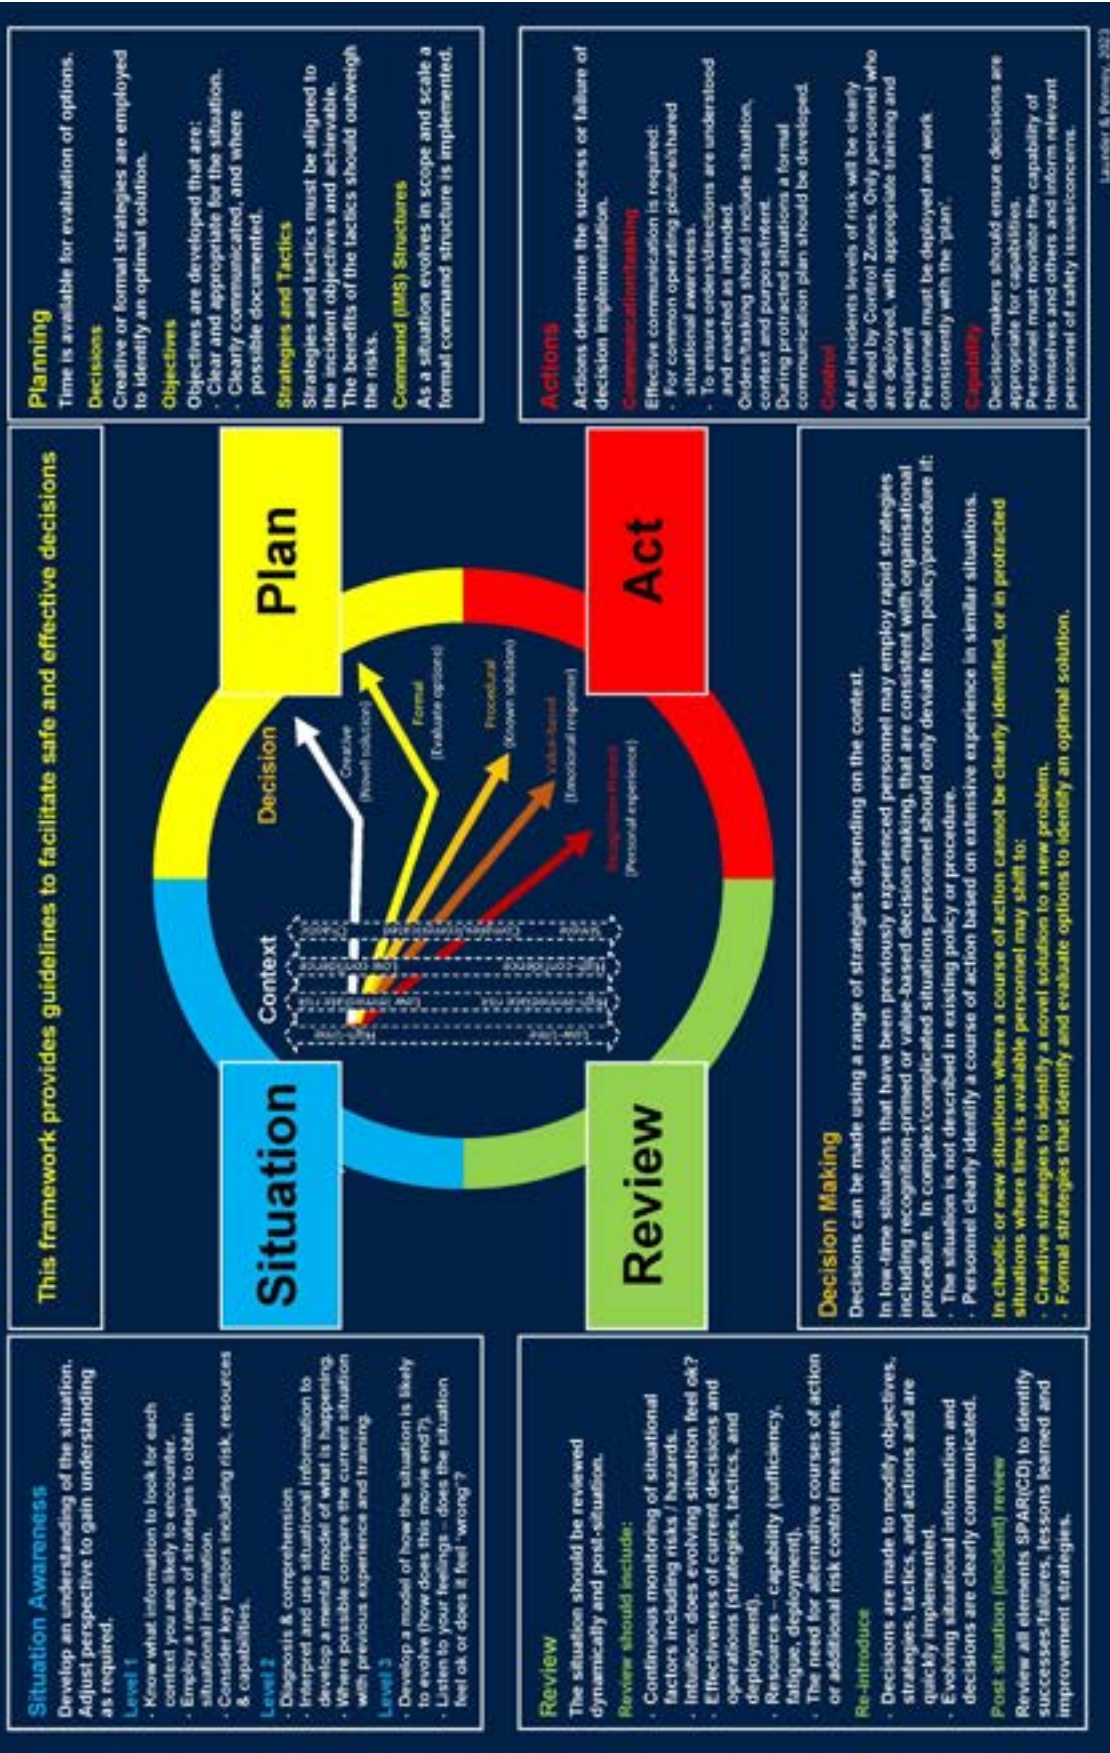 This framework provides guidelines to facilitate safe and effective decisions
Situation Awareness
Develop an understanding of the situation.
Adjust perspective to gain understanding
as required.
Level 1
· Know what information to look for each
context you are likely to encounter.
· Employ a range of strategies to obtain
situational information.
· Consider key factors including risk, resources
& capabilities.
Level 2
· Diagnosis & comprehension
· Interpret and use situational information to
develop a mental model of what is happening.
· Where possible compare the current situation
with previous experience and training.
Level 3
· Develop a model of how the situation is likely
to evolve (how does this movie end?).
· Listen to your feelings - does the situation
feel ok or does it feel 'wrong'?
Situation
Plan
Review
Act
Context
Decision
High-time
Low-time
Low immediate risk
High-immediate risk
Low-confidence
High-confidence
Chaotic
Complex/complicated
Simple
Creative
(Novel solution)
Formal
(Evaluate options)
Procedural
(Known solution)
Value-based
(Emotional response)
Recognition-primed
(Personal experience)
Planning
Time is available for evaluation of options.
Decisions
Creative or formal strategies are employed
to identify an optimal solution.
Objectives
Objectives are developed that are:
· Clear and appropriate for the situation.
· Clearly communicated, and where
possible documented.
Strategies and Tactics
Strategies and tactics must be aligned to
the incident objectives and achievable.
The benefits of the tactics should outweigh
the risks.
Command (IMS) Structures
As a situation evolves in scope and scale a
formal command structure is implemented.
Review
The situation should be reviewed
dynamically and post-situation.
Review should include:
· Continuous monitoring of situational
factors including risks / hazards.
· Intuition: does evolving situation feel ok?
· Effectiveness of current decisions and
operations (strategies, tactics, and
deployment).
· Resources – capability (sufficiency,
fatigue, deployment).
· The need for alternative courses of action
or additional risk control measures.
Re-introduce
· Decisions are made to modify objectives,
strategies, tactics, and actions and are
quickly implemented.
· Evolving situational information and
decisions are clearly communicated.
Post situation (incident) review
Review all elements SPAR(CD) to identify
successes/failures, lessons learned and
improvement strategies.
Decision Making
Decisions can be made using a range of strategies depending on the context.
In low-time situations that have been previously experienced personnel may employ rapid strategies
including recognition-primed or value-based decision-making, that are consistent with organisational
procedure. In complex/complicated situations personnel should only deviate from policy/procedure if:
· The situation is not described in existing policy or procedure.
· Personnel clearly identify a course of action based on extensive experience in similar situations.
In chaotic or new situations where a course of action cannot be clearly identified, or in protracted
situations where time is available personnel may shift to:
· Creative strategies to identify a novel solution to a new problem.
· Formal strategies that identify and evaluate options to identify an optimal solution.
Actions
Actions determine the success or failure of
decision implementation.
Communication/tasking
Effective communication is required:
· For common operating picture/shared
situational awareness.
· To ensure orders/directions are understood
and enacted as intended.
Orders/tasking should include situation,
context and purpose/intent.
During protracted situations a formal
communication plan should be developed.
Control
At all incidents levels of risk will be clearly
defined by Control Zones. Only personnel who
are deployed, with appropriate training and
equipment
Personnel must be deployed and work
consistently with the 'plan'.
Capability
Decision-makers should ensure decisions are
appropriate for capabilities.
Personnel must monitor the capability of
themselves and others and inform relevant
personnel of safety issues/concerns.
& Penney, 2023